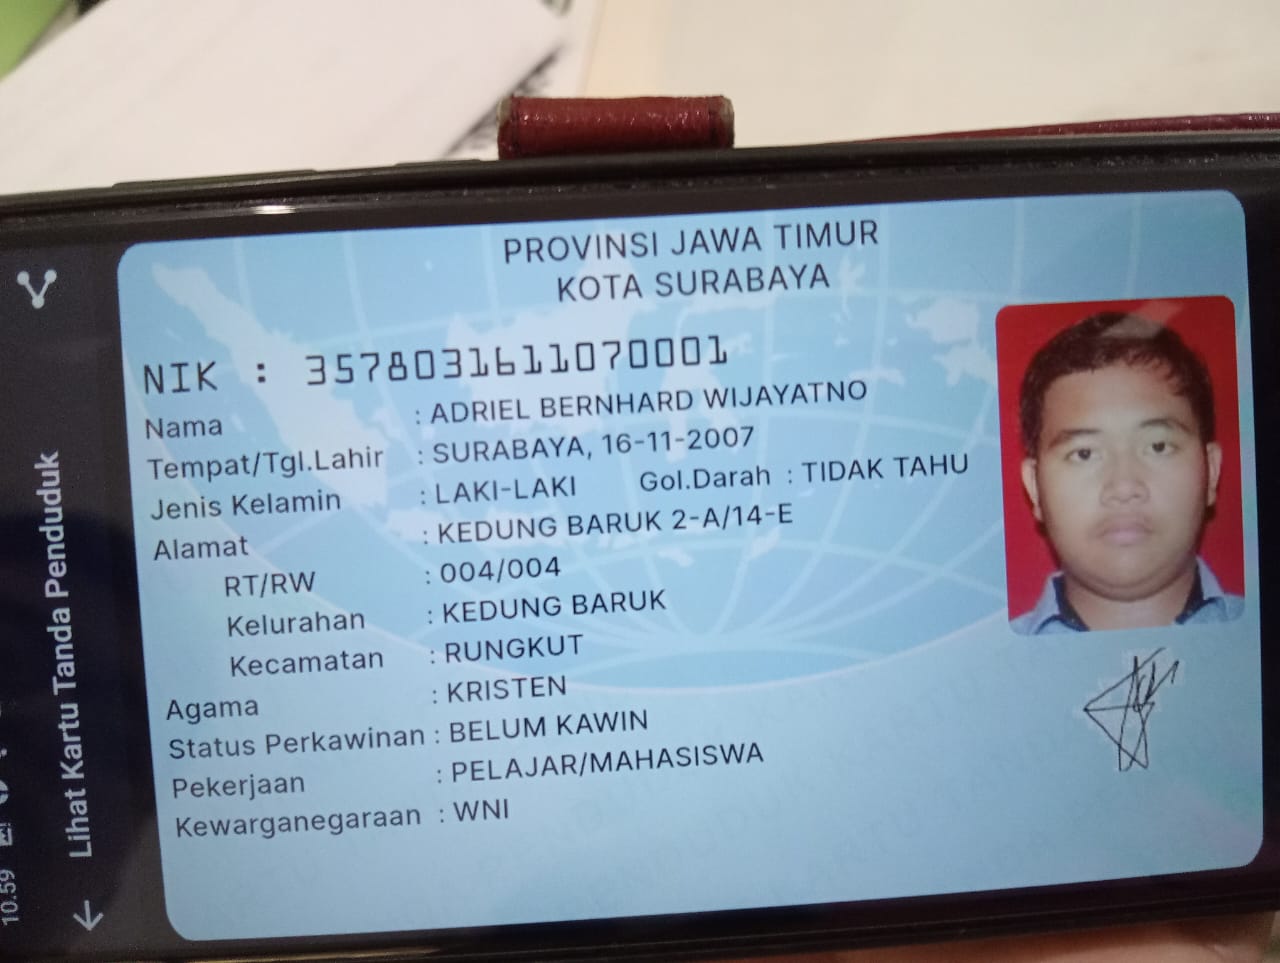 PROVINSI JAWA TIMUR
KOTA SURABAYA
NIK : 3578031611070001
Nama : ADRIEL BERNHARD WIJAYATNO
Tempat/Tgl.Lahir : SURABAYA, 16-11-2007
Jenis Kelamin : LAKI-LAKI Gol.Darah : TIDAK TAHU
Alamat : KEDUNG BARUK 2-A/14-E
RT/RW : 004/004
Kelurahan : KEDUNG BARUK
Kecamatan : RUNGKUT
Agama : KRISTEN
Status Perkawinan : BELUM KAWIN
Pekerjaan : PELAJAR/MAHASISWA
Kewarganegaraan : WNI
Lihat Kartu Tanda Penduduk
10.59